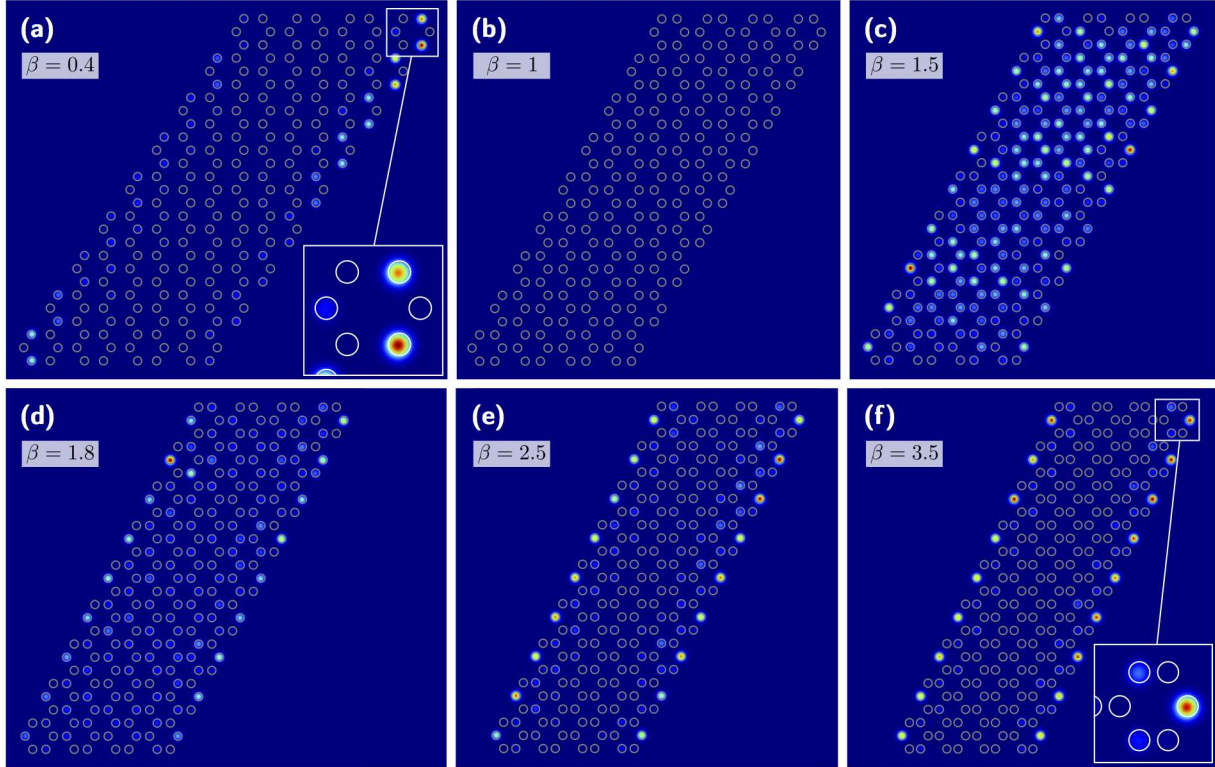 (a)
β = 0.4
(b)
β = 1
(c)
β = 1.5
(d)
β = 1.8
(e)
β = 2.5
(f)
β = 3.5